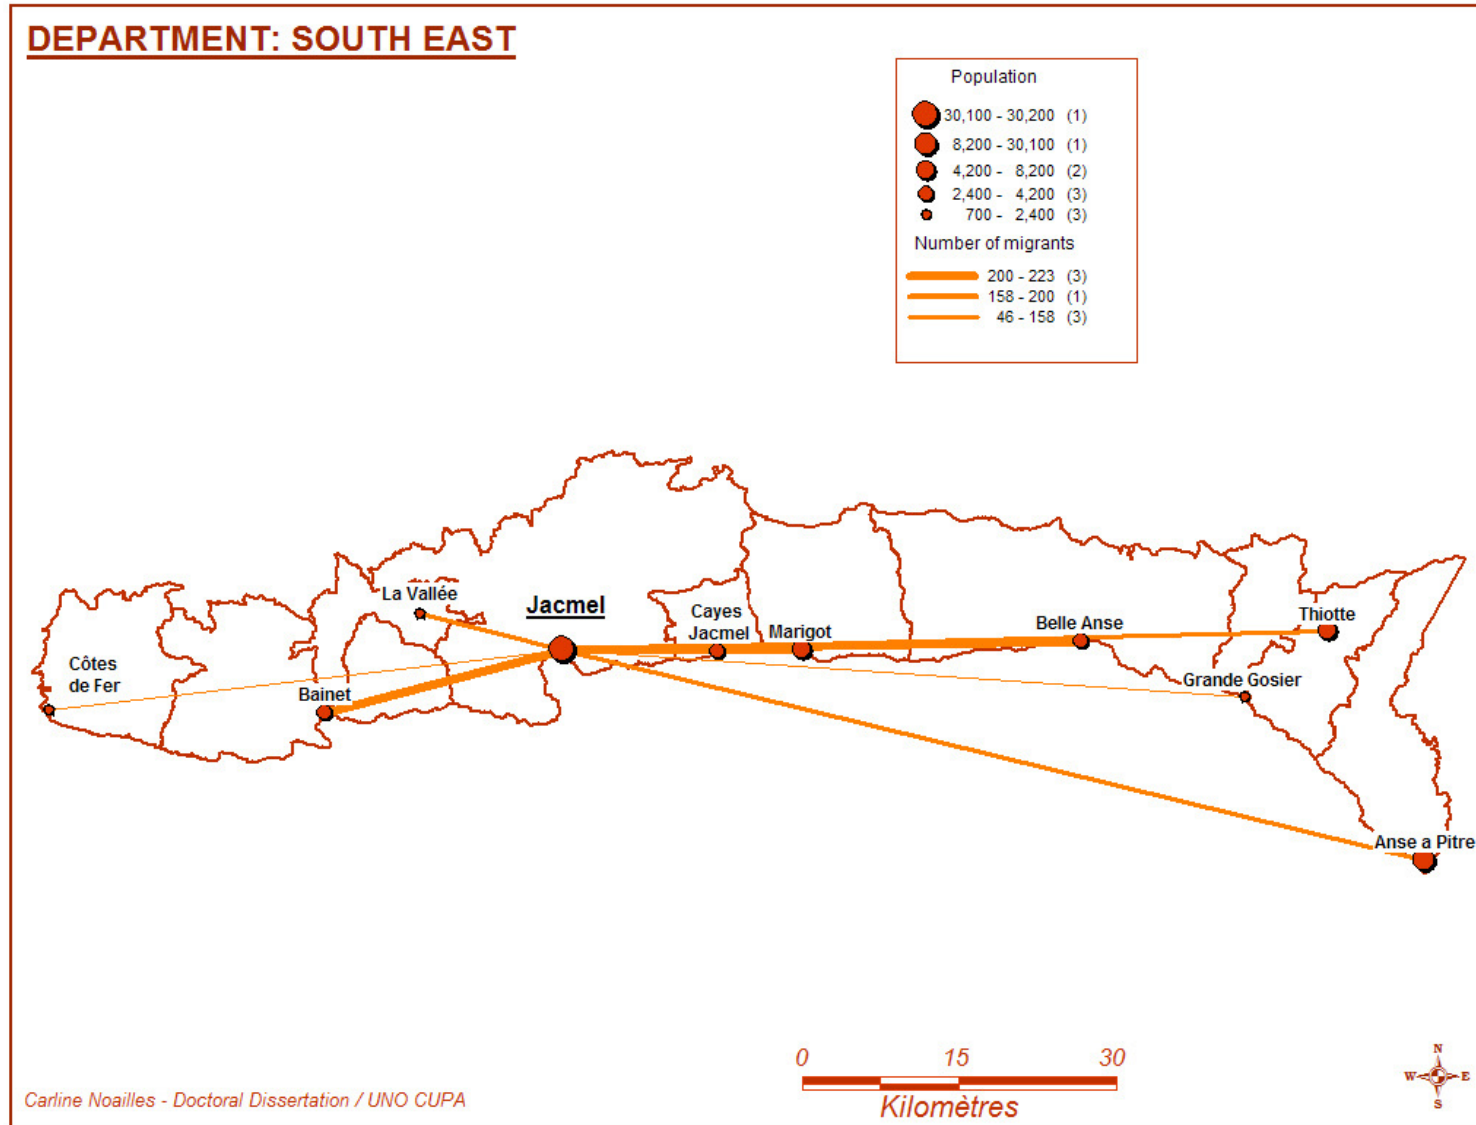 DEPARTMENT: SOUTH EAST
Population
30,100 - 30,200 (1)
8,200 - 30,100 (1)
4,200 - 8,200 (2)
2,400 - 4,200 (3)
700 - 2,400 (3)
Number of migrants
200 - 223 (3)
158 - 200 (1)
46 - 158 (3)
La Vallée
Jacmel
Cayes
Jacmel
Marigot
Belle Anse
Thiotte
Côtes
de Fer
Bainet
Grande Gosier
Anse a Pitre
0 15 30
Kilomètres
N
W E
S
Carline Noailles - Doctoral Dissertation / UNO CUPA